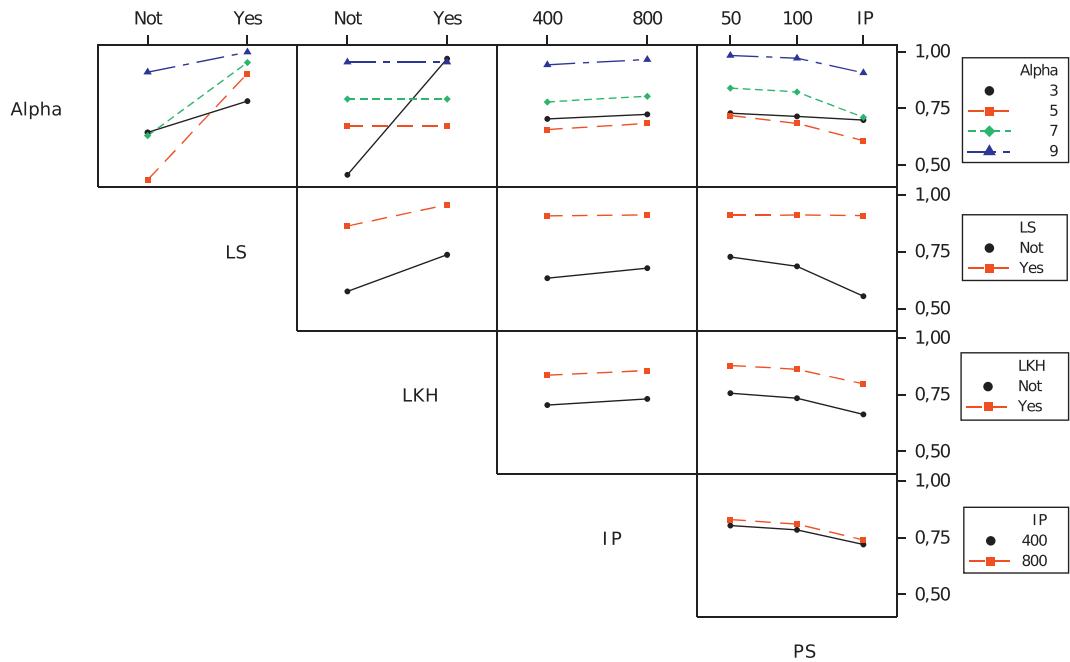 Not Yes Not Yes 400 800 50 100 IP
1,00
Alpha
Alpha
3
0,75
5
7
9
0,50
1,00
LS
LS
Not
0,75
Yes
0,50
1,00
LKH
LKH
Not
0,75
Yes
0,50
1,00
IP
IP
400
0,75
800
0,50
PS